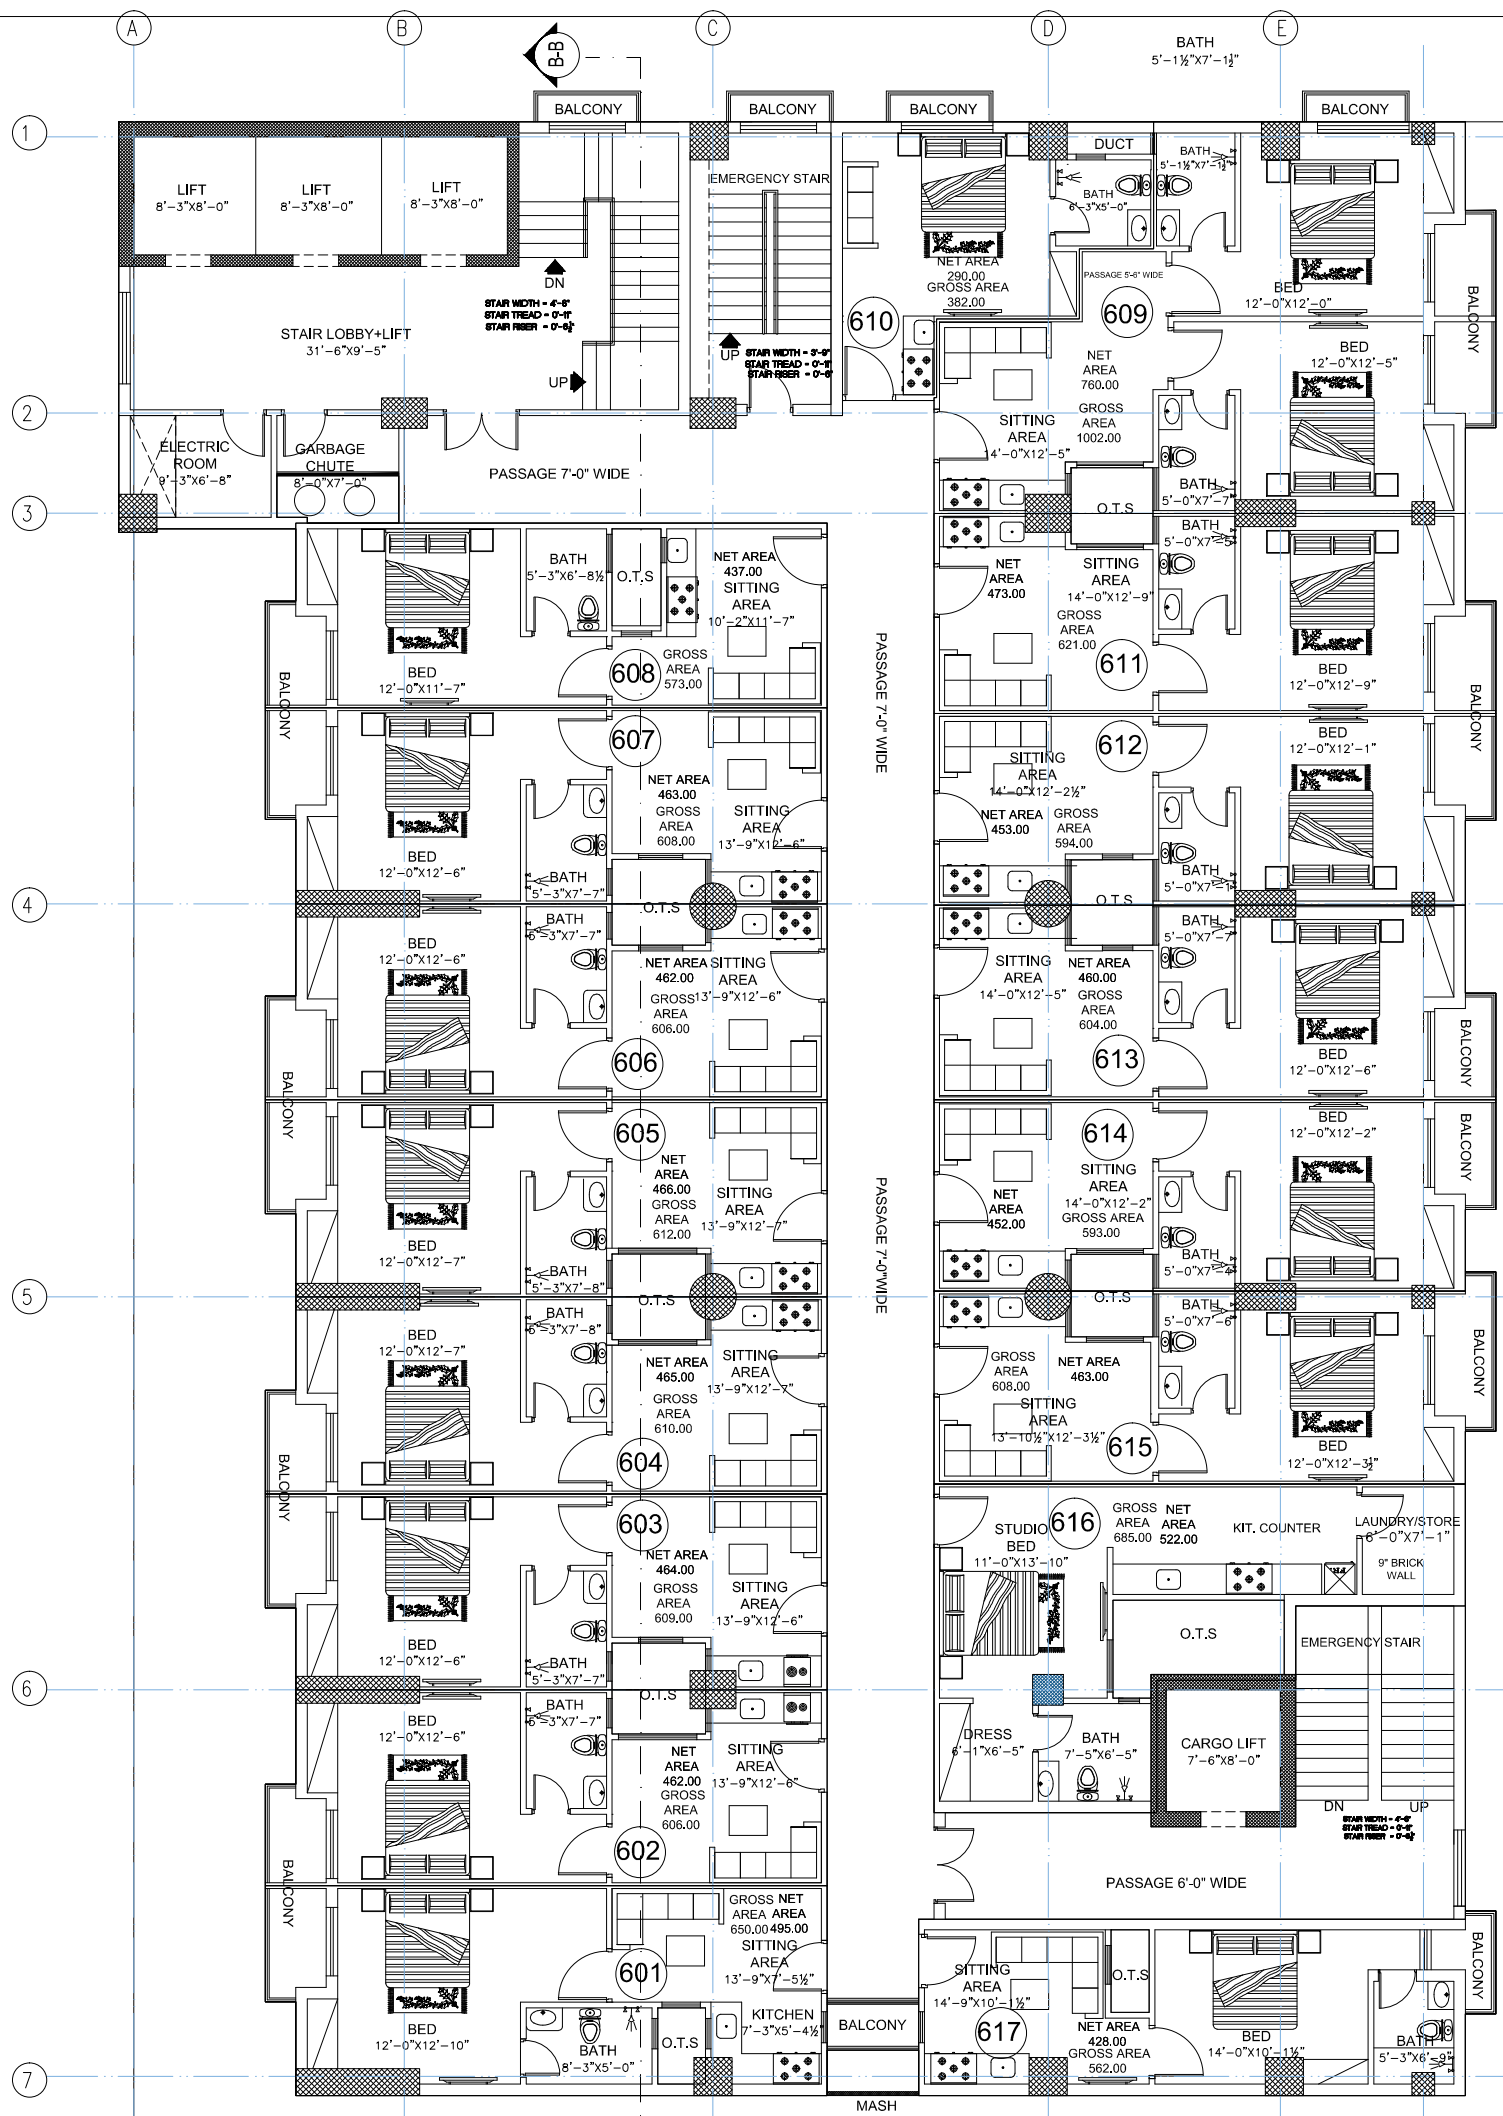 A
B
C
D
E
B-B
BATH
5'-1½"X7'-1½"
BALCONY
BALCONY
BALCONY
BALCONY
1
LIFT
8'-3"X8'-0"
LIFT
8'-3"X8'-0"
LIFT
8'-3"X8'-0"
EMERGENCY STAIR
DUCT
BATH
5'-1½"X7'-1½"
BATH
6'-3"X5'-0"
DN
STAIR WIDTH = 4'-6"
STAIR TREAD = 0'-11"
STAIR LOBBY+LIFT
31'-6"X9'-5"
UP
UP
STAIR WIDTH = 3'-9"
STAIR TREAD = 0'-11"
STAIR RISER = 0'-6"
NET AREA
290.00
GROSS AREA
382.00
610
PASSAGE 5'-6" WIDE
609
BED
12'-0"X12'-0"
BALCONY
BED
12'-0"X12'-5"
NET
AREA
760.00
GROSS
AREA
1002.00
SITTING
AREA
14'-0"X12'-5"
2
ELECTRIC
ROOM
9'-3"X6'-8"
GARBAGE
CHUTE
8'-0"X7'-0"
PASSAGE 7'-0" WIDE
O.T.S
BATH
5'-0"X7'-7"
3
BATH
5'-3"X6'-8½"
O.T.S
NET AREA
437.00
SITTING
AREA
10'-2"X11'-7"
GROSS
AREA
573.00
608
BED
12'-0"X11'-7"
BALCONY
PASSAGE 7'-0" WIDE
NET
AREA
473.00
SITTING
AREA
14'-0"X12'-9"
GROSS
AREA
621.00
611
BATH
5'-0"X7'-5"
BED
12'-0"X12'-9"
BALCONY
607
NET AREA
463.00
GROSS
AREA
608.00
SITTING
AREA
13'-9"X12'-6"
BED
12'-0"X12'-6"
BATH
5'-3"X7'-7"
612
SITTING
AREA
14'-0"X12'-2½"
NET AREA
453.00
GROSS
AREA
594.00
BED
12'-0"X12'-1"
BATH
5'-0"X7'-1"
4
O.T.S
O.T.S
BATH
5'-3"X7'-7"
BED
12'-0"X12'-6"
NET AREA
462.00
SITTING
AREA
13'-9"X12'-6"
GROSS
AREA
606.00
606
BALCONY
BATH
5'-0"X7'-7"
SITTING
AREA
14'-0"X12'-5"
NET AREA
460.00
GROSS
AREA
604.00
613
BED
12'-0"X12'-6"
BALCONY
605
NET
AREA
466.00
GROSS
AREA
612.00
SITTING
AREA
13'-9"X12'-7"
BED
12'-0"X12'-7"
BATH
5'-3"X7'-8"
PASSAGE 7'-0"WIDE
614
SITTING
AREA
14'-0"X12'-2"
NET
AREA
452.00
GROSS AREA
593.00
BED
12'-0"X12'-2"
BALCONY
BATH
5'-0"X7'-4"
5
O.T.S
O.T.S
BATH
5'-3"X7'-8"
BED
12'-0"X12'-7"
NET AREA
465.00
SITTING
AREA
13'-9"X12'-7"
GROSS
AREA
610.00
604
BALCONY
BATH
5'-0"X7'-6"
GROSS
AREA
608.00
NET AREA
463.00
SITTING
AREA
13'-10½"X12'-3½"
615
BED
12'-0"X12'-3½"
BALCONY
603
NET AREA
464.00
GROSS
AREA
609.00
SITTING
AREA
13'-9"X12'-6"
BED
12'-0"X12'-6"
BATH
5'-3"X7'-7"
616
STUDIO
BED
11'-0"X13'-10"
GROSS
AREA
685.00
NET
AREA
522.00
KIT. COUNTER
LAUNDRY/STORE
6'-0"X7'-1"
9" BRICK
WALL
O.T.S
EMERGENCY STAIR
6
O.T.S
BATH
5'-3"X7'-7"
BED
12'-0"X12'-6"
NET
AREA
462.00
GROSS
AREA
606.00
SITTING
AREA
13'-9"X12'-6"
602
BALCONY
DRESS
6'-1"X6'-5"
BATH
7'-5"X6'-5"
CARGO LIFT
7'-6"X8'-0"
DN
UP
STAIR WIDTH = 4'-6"
STAIR TREAD = 0'-11"
PASSAGE 6'-0" WIDE
GROSS
AREA
650.00
NET
AREA
495.00
SITTING
AREA
13'-9"X7'-5½"
601
BED
12'-0"X12'-10"
BATH
8'-3"X5'-0"
O.T.S
KITCHEN
7'-3"X5'-4½"
BALCONY
SITTING
AREA
14'-9"X10'-1½"
617
O.T.S
NET AREA
428.00
GROSS AREA
562.00
BED
14'-0"X10'-1½"
BATH
5'-3"X6'-9"
BALCONY
7
MASH